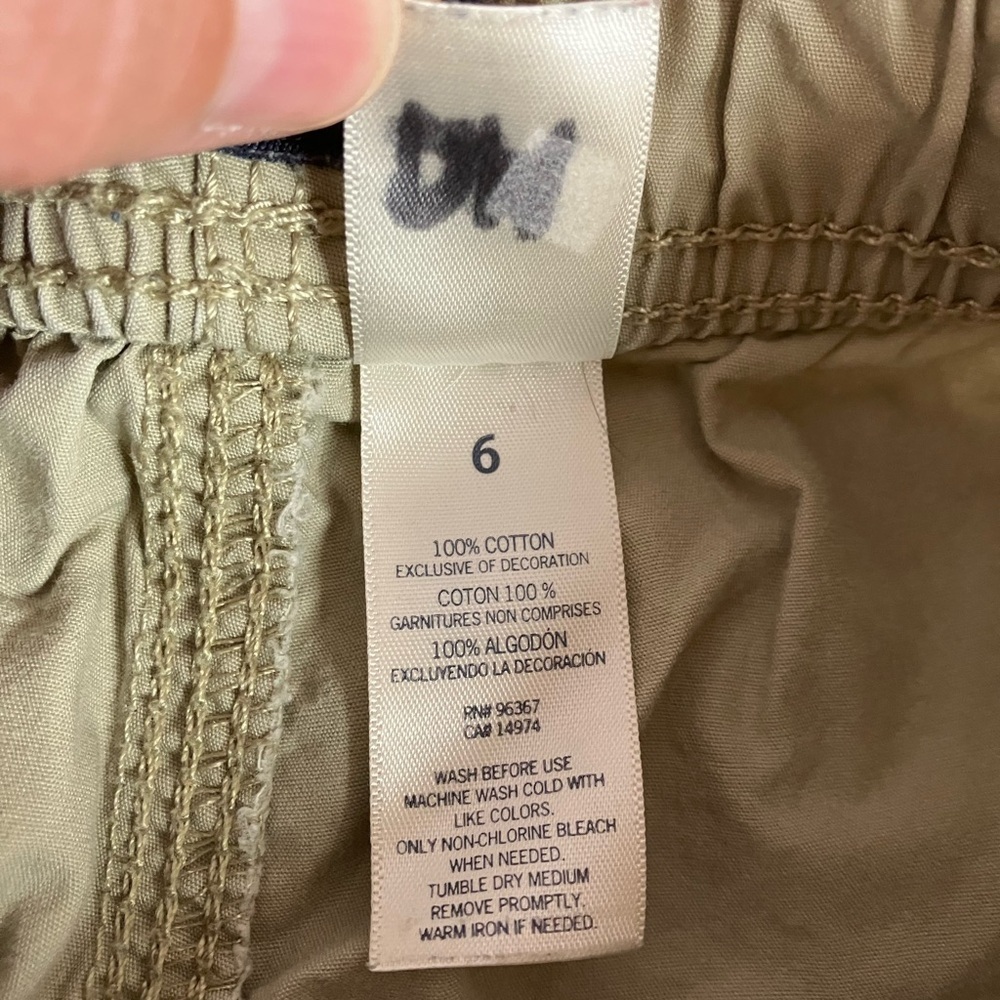 6
100% COTTON
EXCLUSIVE OF DECORATION
COTON 100 %
GARNITURES NON COMPRISES
100% ALGODÓN
EXCLUYENDO LA DECORACIÓN
RN# 96367
CA# 14974
WASH BEFORE USE
MACHINE WASH COLD WITH
LIKE COLORS.
ONLY NON-CHLORINE BLEACH
WHEN NEEDED.
TUMBLE DRY MEDIUM
REMOVE PROMPTLY.
WARM IRON IF NEEDED.